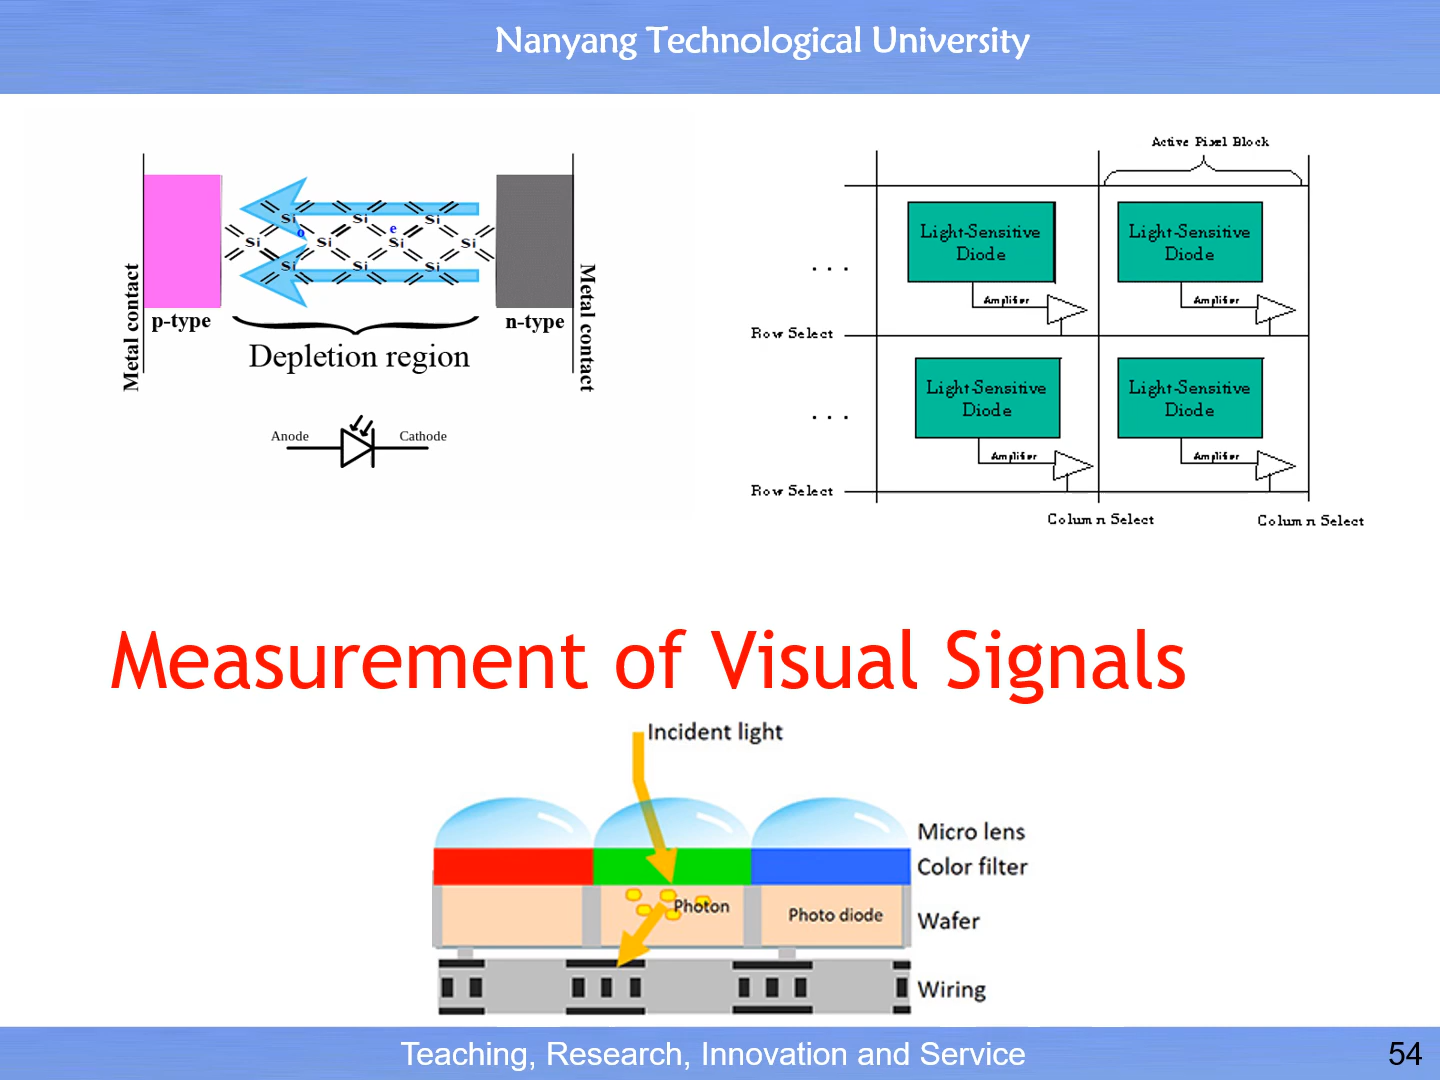 Nanyang Technological University
Metal contact
p-type
Si
Si
Si
Si
Si
Si
Si
Si
Si
Si
o
e
n-type
Metal contact
Depletion region
Anode
Cathode
Active Pixel Block
Light-Sensitive
Diode
Amplifier
Light-Sensitive
Diode
Amplifier
. . .
Row Select
Light-Sensitive
Diode
Amplifier
Light-Sensitive
Diode
Amplifier
. . .
Row Select
Column Select
Column Select
Measurement of Visual Signals
Incident light
Micro lens
Color filter
Photon
Photo diode
Wafer
Wiring
Teaching, Research, Innovation and Service
54